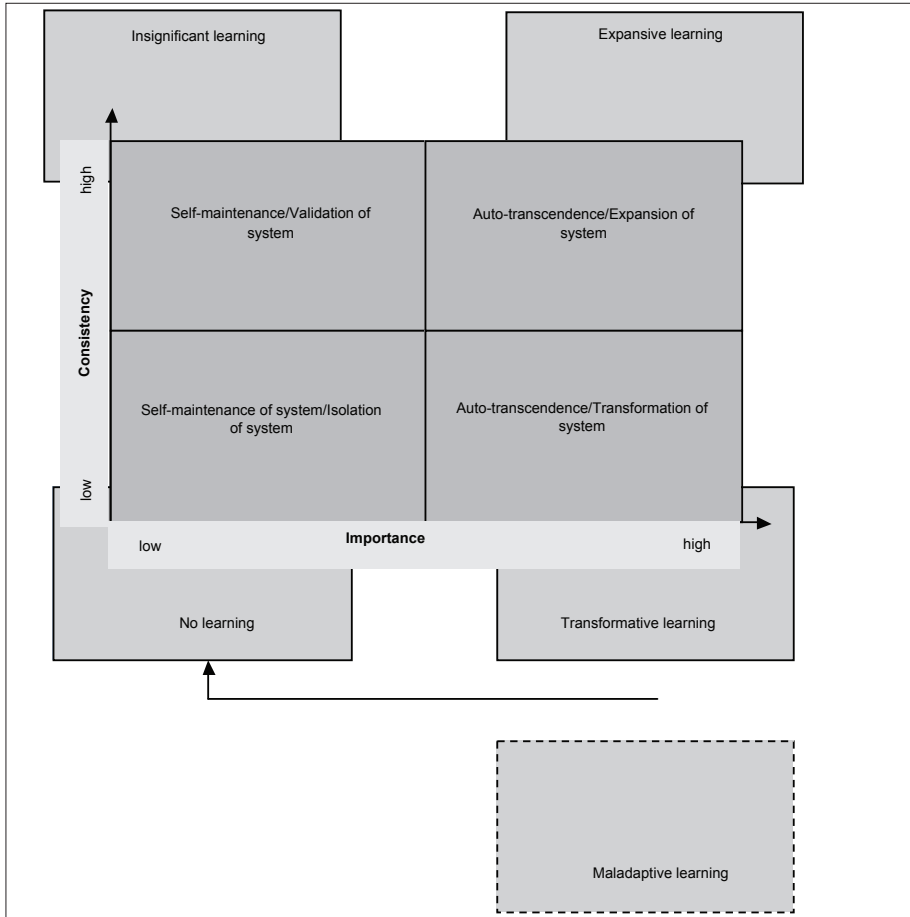 Insignificant learning
Expansive learning
high
Self-maintenance/Validation of
system
Auto-transcendence/Expansion of
system
Consistency
Self-maintenance of system/Isolation
of system
Auto-transcendence/Transformation of
system
low
low
Importance
high
No learning
Transformative learning
Maladaptive learning